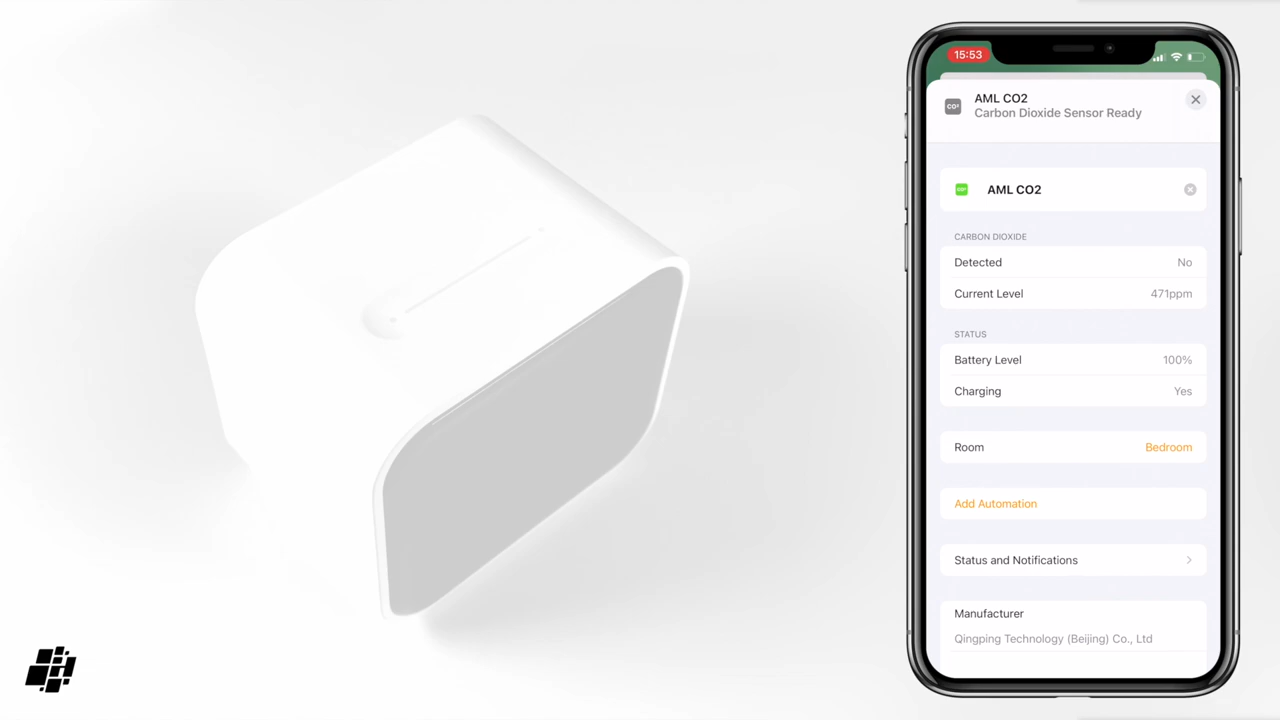 15:53
CO²
AML CO2
Carbon Dioxide Sensor Ready
AML CO2
CARBON DIOXIDE
Detected No
Current Level 471ppm
STATUS
Battery Level 100%
Charging Yes
Room Bedroom
Add Automation
Status and Notifications
Manufacturer
Qingping Technology (Beijing) Co., Ltd